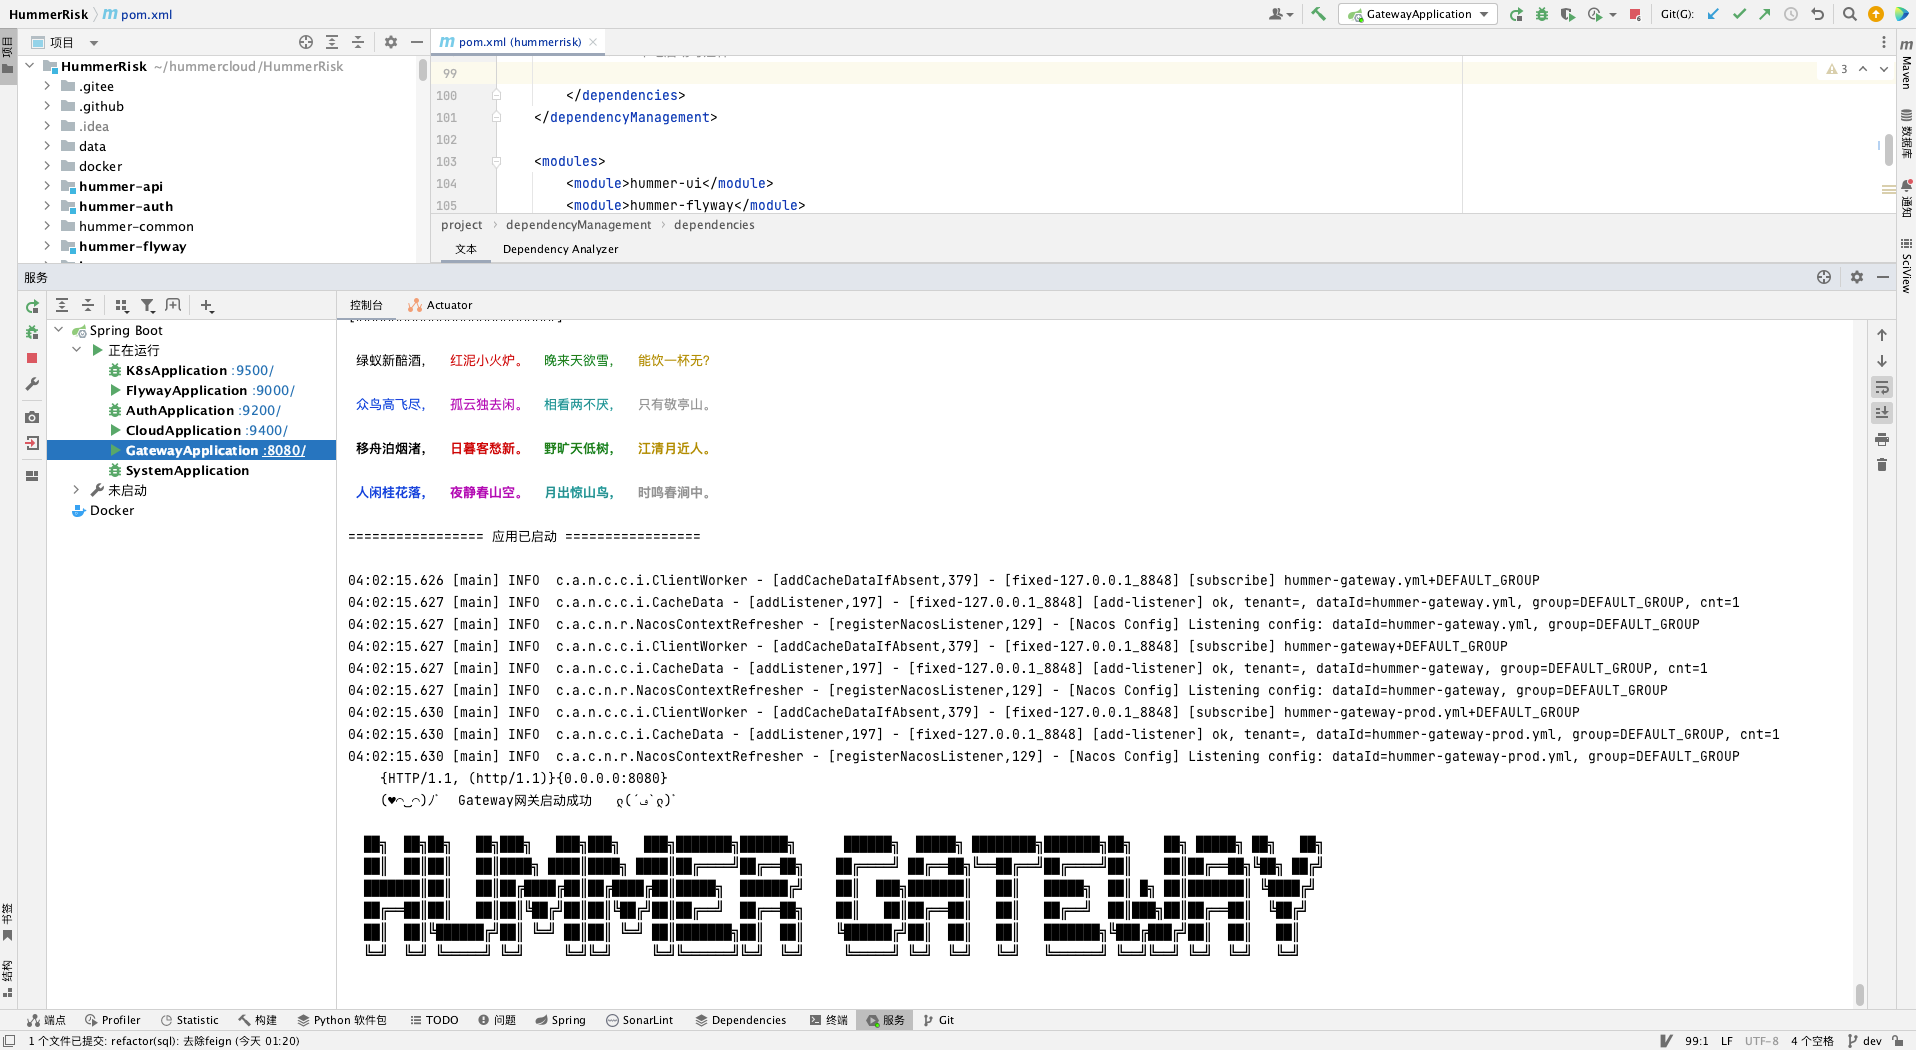 HummerRisk pom.xml
GatewayApplication
Git(G):
项目
pom.xml (hummerrisk)
HummerRisk ~/hummercloud/HummerRisk
.gitee
.github
.idea
data
docker
hummer-api
hummer-auth
hummer-common
hummer-flyway
99
100 </dependencies>
101 </dependencyManagement>
102
103 <modules>
104 <module>hummer-ui</module>
105 <module>hummer-flyway</module>
3
project dependencyManagement dependencies
文本 Dependency Analyzer
项目
Maven
数据库
通知
SciView
服务
控制台 Actuator
Spring Boot
正在运行
K8sApplication :9500/
FlywayApplication :9000/
AuthApplication :9200/
CloudApplication :9400/
GatewayApplication :8080/
SystemApplication
未启动
Docker
绿蚁新醅酒， 红泥小火炉。 晚来天欲雪， 能饮一杯无?
众鸟高飞尽， 孤云独去闲。 相看两不厌， 只有敬亭山。
移舟泊烟渚， 日暮客愁新。 野旷天低树， 江清月近人。
人闲桂花落， 夜静春山空。 月出惊山鸟， 时鸣春涧中。
================= 应用已启动 =================
04:02:15.626 [main] INFO  c.a.n.c.c.i.ClientWorker - [addCacheDataIfAbsent,379] - [fixed-127.0.0.1_8848] [subscribe] hummer-gateway.yml+DEFAULT_GROUP
04:02:15.627 [main] INFO  c.a.n.c.c.i.CacheData - [addListener,197] - [fixed-127.0.0.1_8848] [add-listener] ok, tenant=, dataId=hummer-gateway.yml, group=DEFAULT_GROUP, cnt=1
04:02:15.627 [main] INFO  c.a.c.n.r.NacosContextRefresher - [registerNacosListener,129] - [Nacos Config] Listening config: dataId=hummer-gateway.yml, group=DEFAULT_GROUP
04:02:15.627 [main] INFO  c.a.n.c.c.i.ClientWorker - [addCacheDataIfAbsent,379] - [fixed-127.0.0.1_8848] [subscribe] hummer-gateway+DEFAULT_GROUP
04:02:15.627 [main] INFO  c.a.n.c.c.i.CacheData - [addListener,197] - [fixed-127.0.0.1_8848] [add-listener] ok, tenant=, dataId=hummer-gateway, group=DEFAULT_GROUP, cnt=1
04:02:15.627 [main] INFO  c.a.c.n.r.NacosContextRefresher - [registerNacosListener,129] - [Nacos Config] Listening config: dataId=hummer-gateway, group=DEFAULT_GROUP
04:02:15.630 [main] INFO  c.a.n.c.c.i.ClientWorker - [addCacheDataIfAbsent,379] - [fixed-127.0.0.1_8848] [subscribe] hummer-gateway-prod.yml+DEFAULT_GROUP
04:02:15.630 [main] INFO  c.a.n.c.c.i.CacheData - [addListener,197] - [fixed-127.0.0.1_8848] [add-listener] ok, tenant=, dataId=hummer-gateway-prod.yml, group=DEFAULT_GROUP, cnt=1
04:02:15.630 [main] INFO  c.a.c.n.r.NacosContextRefresher - [registerNacosListener,129] - [Nacos Config] Listening config: dataId=hummer-gateway-prod.yml, group=DEFAULT_GROUP
{HTTP/1.1, (http/1.1)}{0.0.0.0:8080}
(♥◠‿◠)ﾉﾞ Gateway网关启动成功 ლ(´ڡ`ლ)ﾞ
HUMMER GATEWAY
书签
结构
端点 Profiler Statistic 构建 Python 软件包 TODO 问题 Spring SonarLint Dependencies 终端 服务 Git
1 个文件已提交: refactor(sql): 去除feign (今天 01:20)
99:1 LF UTF-8 4 个空格 dev